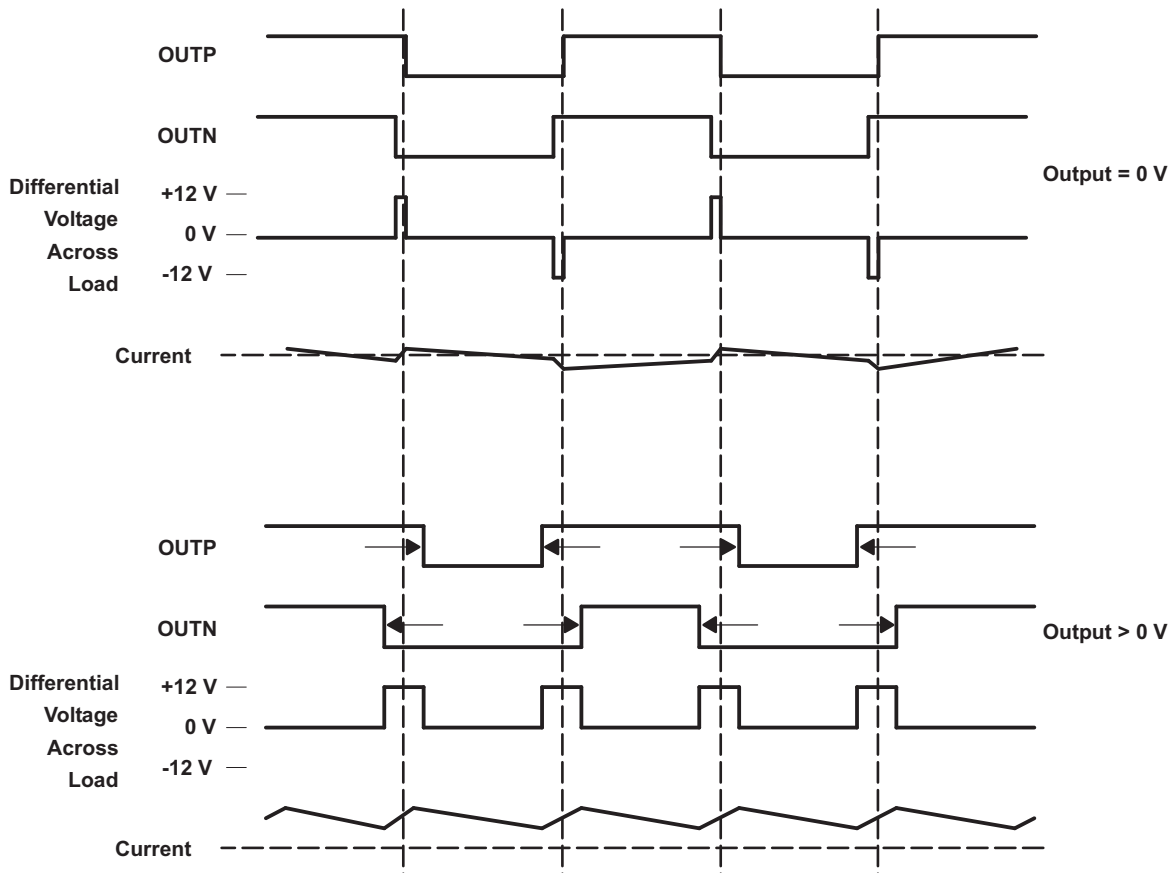 OUTP
OUTN
Output = 0 V
Differential
Voltage
Across
Load
+12 V
0 V
-12 V
Current
OUTP
OUTN
Output > 0 V
Differential
Voltage
Across
Load
+12 V
0 V
-12 V
Current